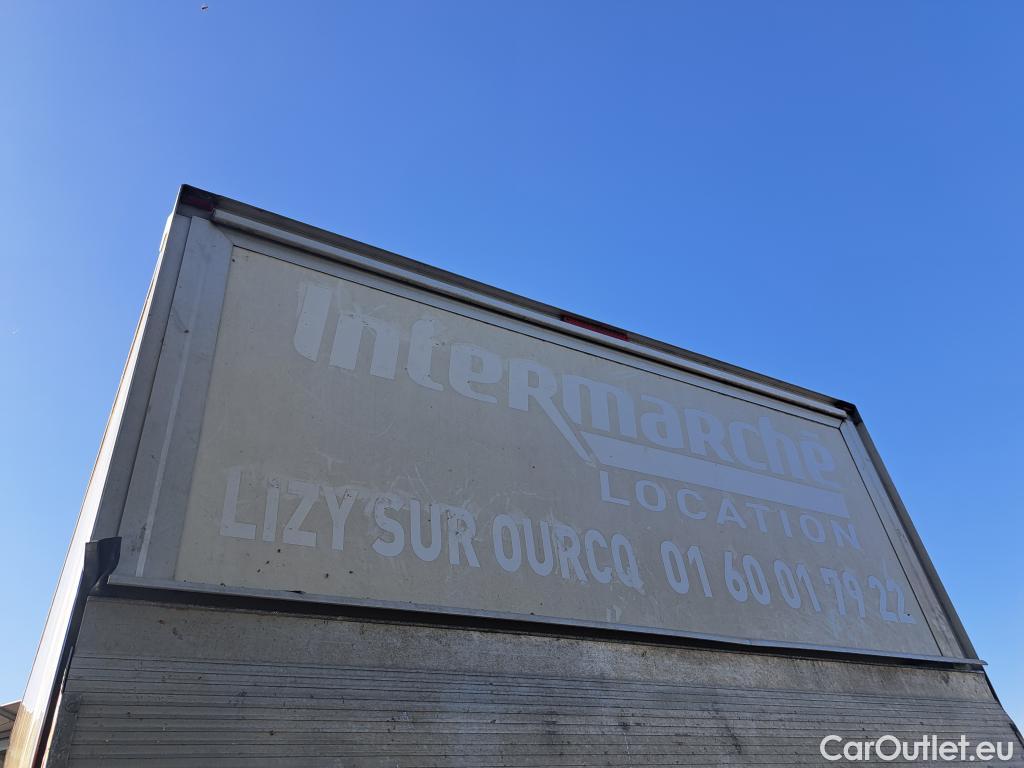 Intermarché
LOCATION
LIZY SUR OURCQ 01 60 01 79 22
CarOutlet.eu